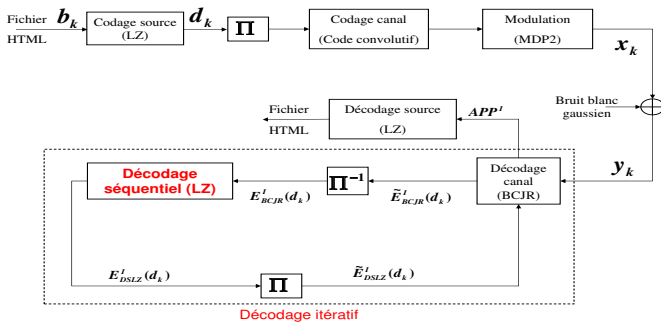 Fichier
HTML
b_k
Codage source
(LZ)
d_k
Π
Codage canal
(Code convolutif)
Modulation
(MDP2)
x_k
Bruit blanc
gaussien
Fichier
HTML
Décodage source
(LZ)
APP^I
y_k
Décodage
séquentiel (LZ)
E^I_BCJR(d_k)
Π^-1
Ẽ^I_BCJR(d_k)
Décodage
canal
(BCJR)
E^I_DSLZ(d_k)
Π
Ẽ^I_DSLZ(d_k)
Décodage itératif